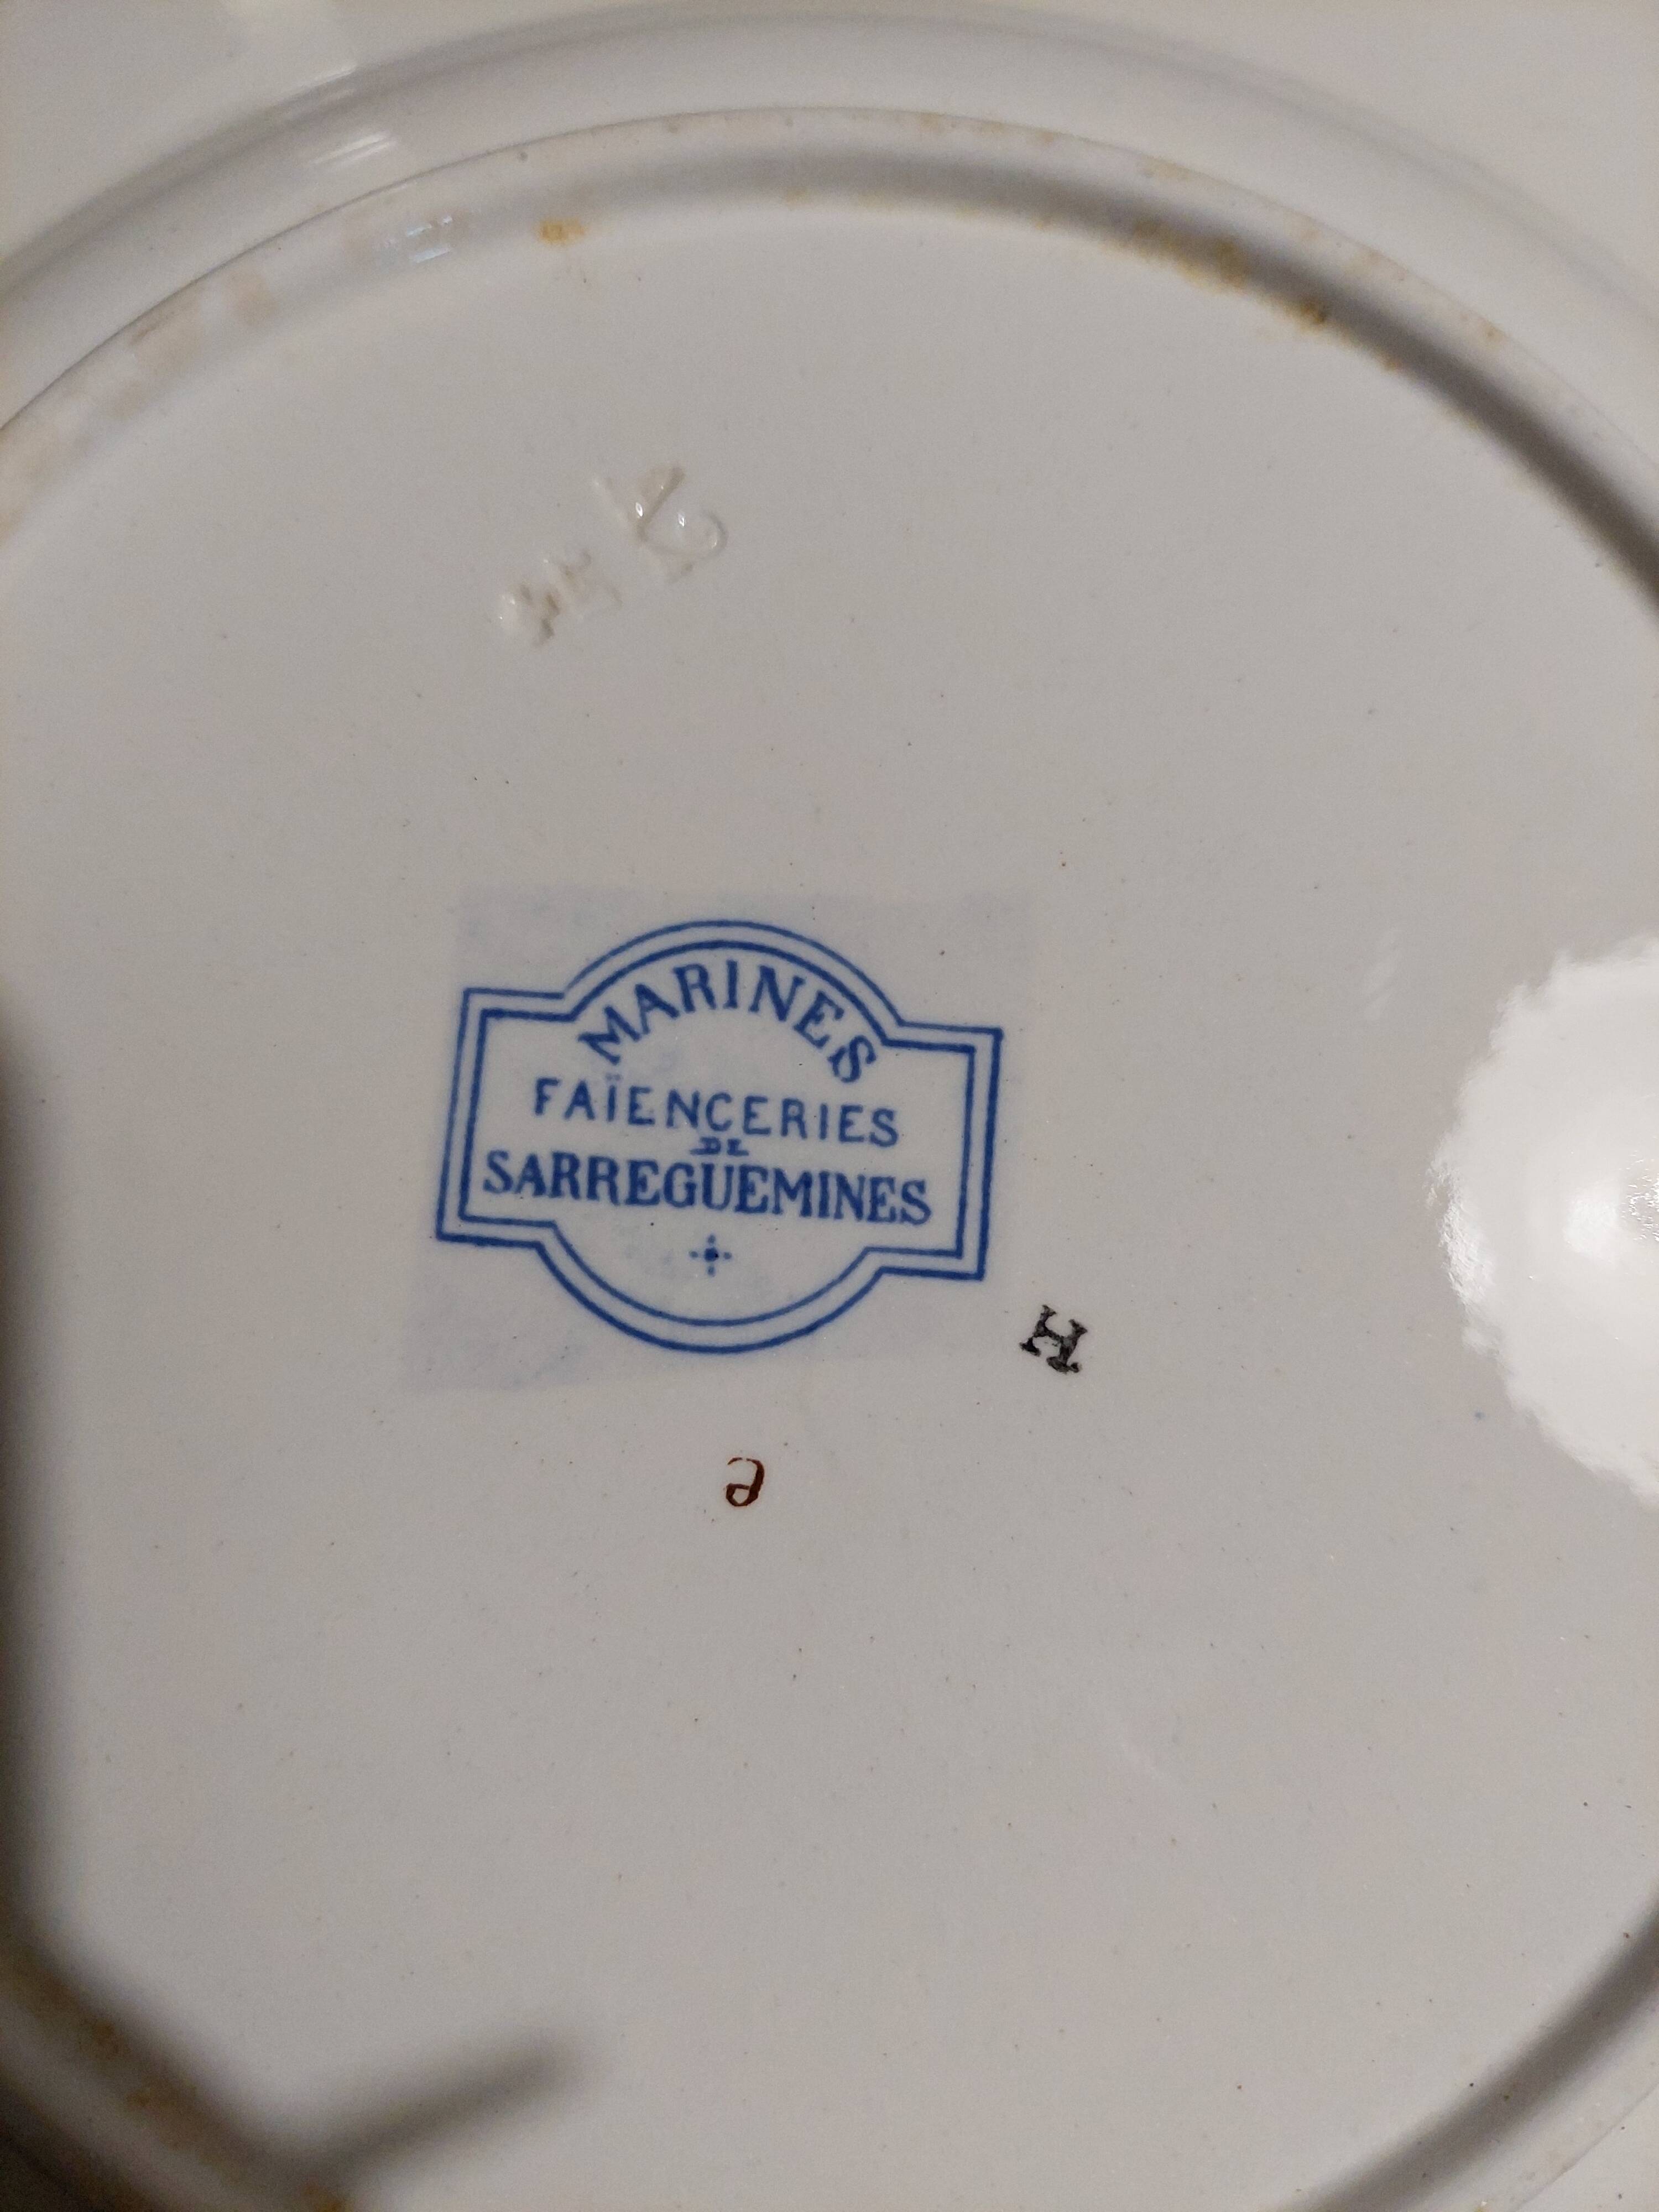 MARINES
FAÏENCERIES
DE
SARREGUEMINES
H
e